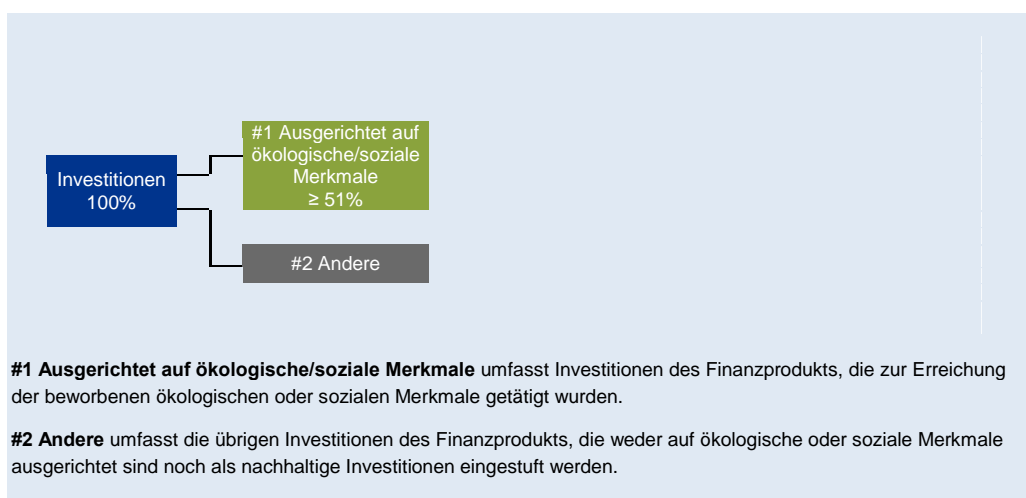 #1 Ausgerichtet auf
ökologische/soziale
Merkmale
≥ 51%
Investitionen
100%
#2 Andere
#1 Ausgerichtet auf ökologische/soziale Merkmale umfasst Investitionen des Finanzprodukts, die zur Erreichung
der beworbenen ökologischen oder sozialen Merkmale getätigt wurden.
#2 Andere umfasst die übrigen Investitionen des Finanzprodukts, die weder auf ökologische oder soziale Merkmale
ausgerichtet sind noch als nachhaltige Investitionen eingestuft werden.